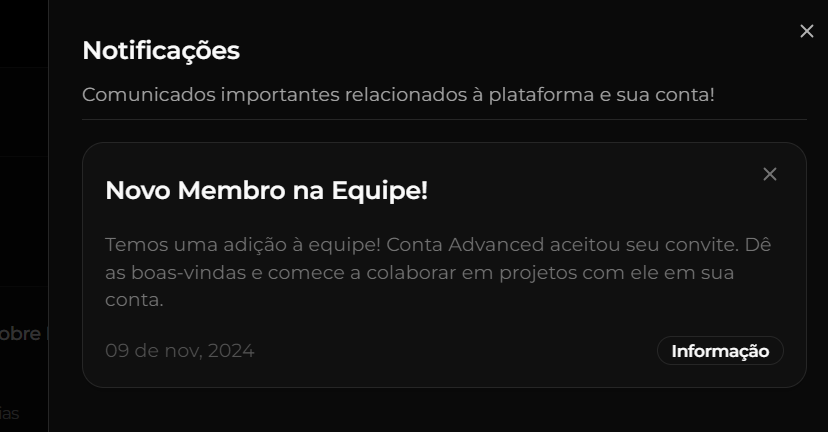 Notificações
Comunicados importantes relacionados à plataforma e sua conta!
Novo Membro na Equipe!
Temos uma adição à equipe! Conta Advanced aceitou seu convite. Dê
as boas-vindas e comece a colaborar em projetos com ele em sua
conta.
09 de nov, 2024
Informação
obre
ias